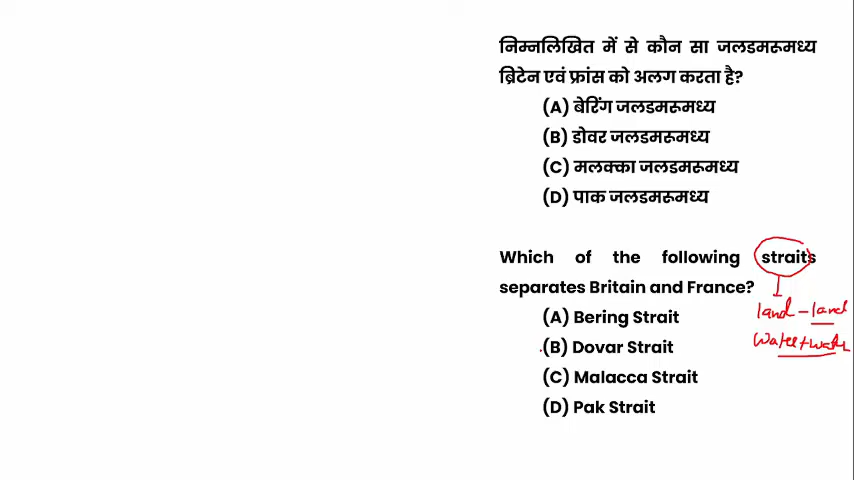 निम्नलिखित में से कौन सा जलडमरूमध्य
ब्रिटेन एवं फ्रांस को अलग करता है?
(A) बेरिंग जलडमरूमध्य
(B) डोवर जलडमरूमध्य
(C) मलक्का जलडमरूमध्य
(D) पाक जलडमरूमध्य
Which of the following straits
separates Britain and France?
land - land
(A) Bering Strait
water + water
(B) Dovar Strait
(C) Malacca Strait
(D) Pak Strait